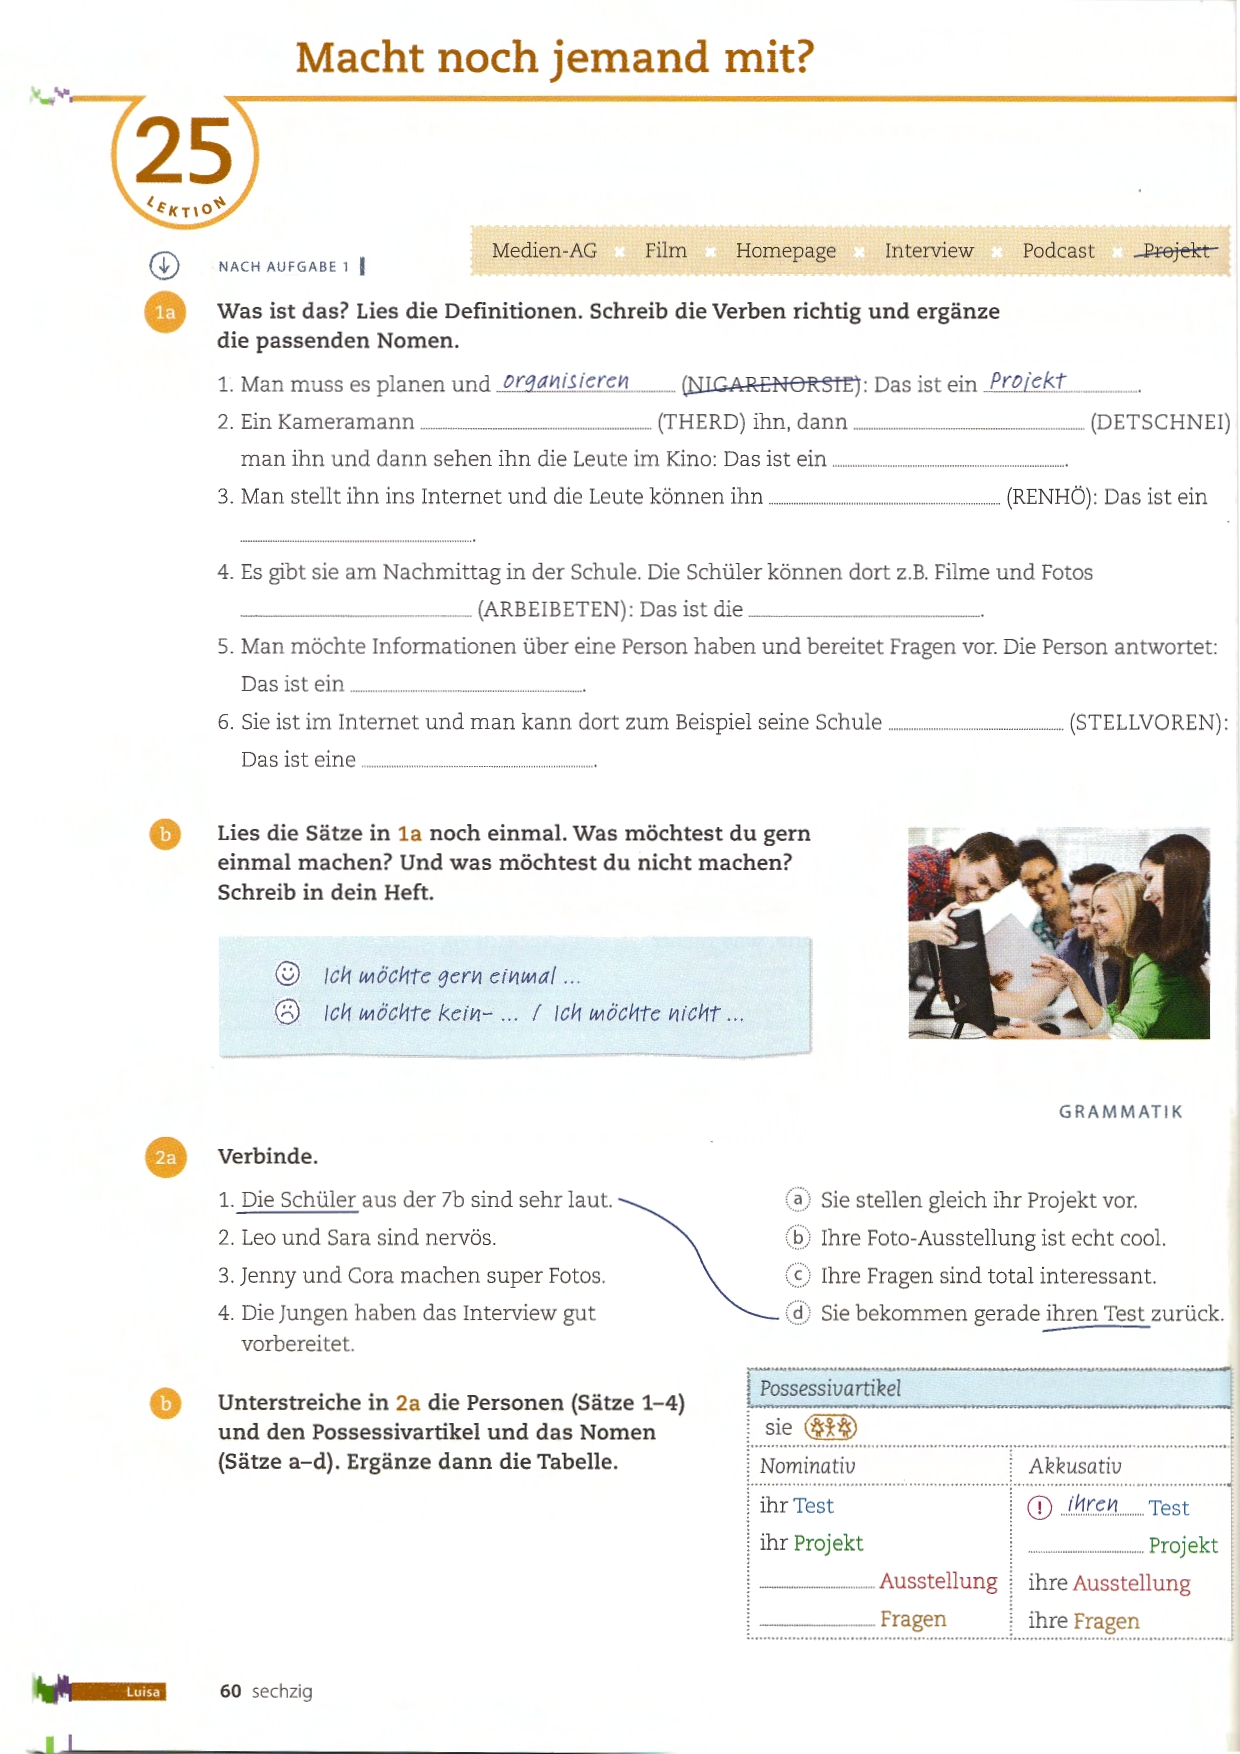 Macht noch jemand mit?
25
LEKTION
NACH AUFGABE 1
Medien-AG × Film × Homepage × Interview × Podcast × Projekt
1a Was ist das? Lies die Definitionen. Schreib die Verben richtig und ergänze
die passenden Nomen.
1. Man muss es planen und organisieren (NIGARENORSIE): Das ist ein Projekt.
2. Ein Kameramann (THERD) ihn, dann (DETSCHNEI)
man ihn und dann sehen ihn die Leute im Kino: Das ist ein .
3. Man stellt ihn ins Internet und die Leute können ihn (RENHÖ): Das ist ein
.
4. Es gibt sie am Nachmittag in der Schule. Die Schüler können dort z.B. Filme und Fotos
(ARBEIBETEN): Das ist die .
5. Man möchte Informationen über eine Person haben und bereitet Fragen vor. Die Person antwortet:
Das ist ein .
6. Sie ist im Internet und man kann dort zum Beispiel seine Schule (STELLVOREN):
Das ist eine .
b Lies die Sätze in 1a noch einmal. Was möchtest du gern
einmal machen? Und was möchtest du nicht machen?
Schreib in dein Heft.
Ich möchte gern einmal ...
Ich möchte kein- ... / Ich möchte nicht ...
GRAMMATIK
2a Verbinde.
1. Die Schüler aus der 7b sind sehr laut.
2. Leo und Sara sind nervös.
3. Jenny und Cora machen super Fotos.
4. Die Jungen haben das Interview gut
vorbereitet.
a Sie stellen gleich ihr Projekt vor.
b Ihre Foto-Ausstellung ist echt cool.
c Ihre Fragen sind total interessant.
d Sie bekommen gerade ihren Test zurück.
b Unterstreiche in 2a die Personen (Sätze 1–4)
und den Possessivartikel und das Nomen
(Sätze a–d). Ergänze dann die Tabelle.
Possessivartikel
sie
Nominativ Akkusativ
ihr Test ! ihren Test
ihr Projekt Projekt
Ausstellung ihre Ausstellung
Fragen ihre Fragen
Luisa 60 sechzig